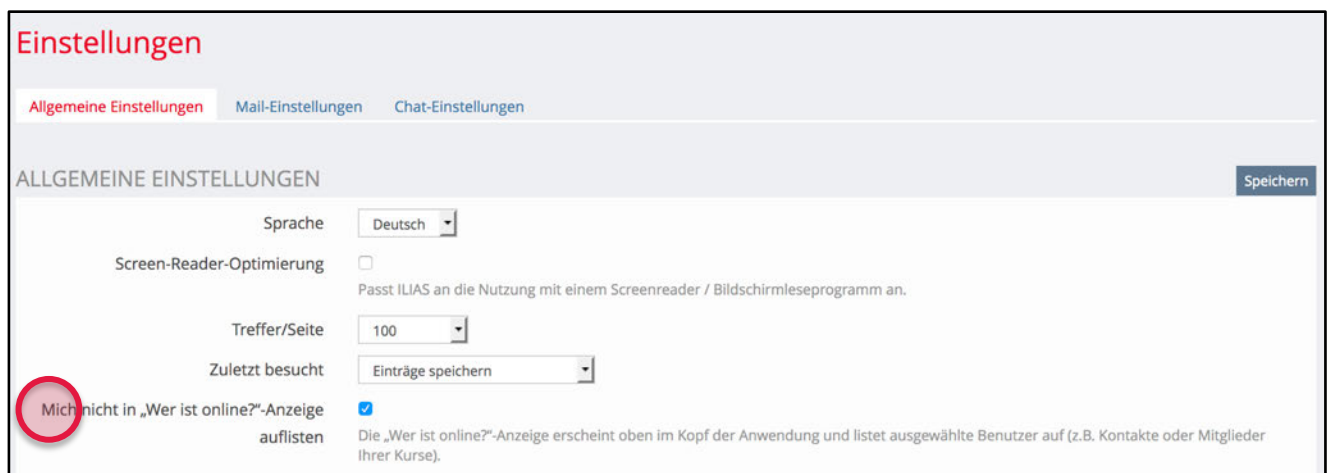 Einstellungen
Allgemeine Einstellungen Mail-Einstellungen Chat-Einstellungen
ALLGEMEINE EINSTELLUNGEN Speichern
Sprache Deutsch
Screen-Reader-Optimierung
Passt ILIAS an die Nutzung mit einem Screenreader / Bildschirmleseprogramm an.
Treffer/Seite 100
Zuletzt besucht Einträge speichern
Mich nicht in „Wer ist online?“-Anzeige
auflisten
Die „Wer ist online?“-Anzeige erscheint oben im Kopf der Anwendung und listet ausgewählte Benutzer auf (z.B. Kontakte oder Mitglieder
Ihrer Kurse).